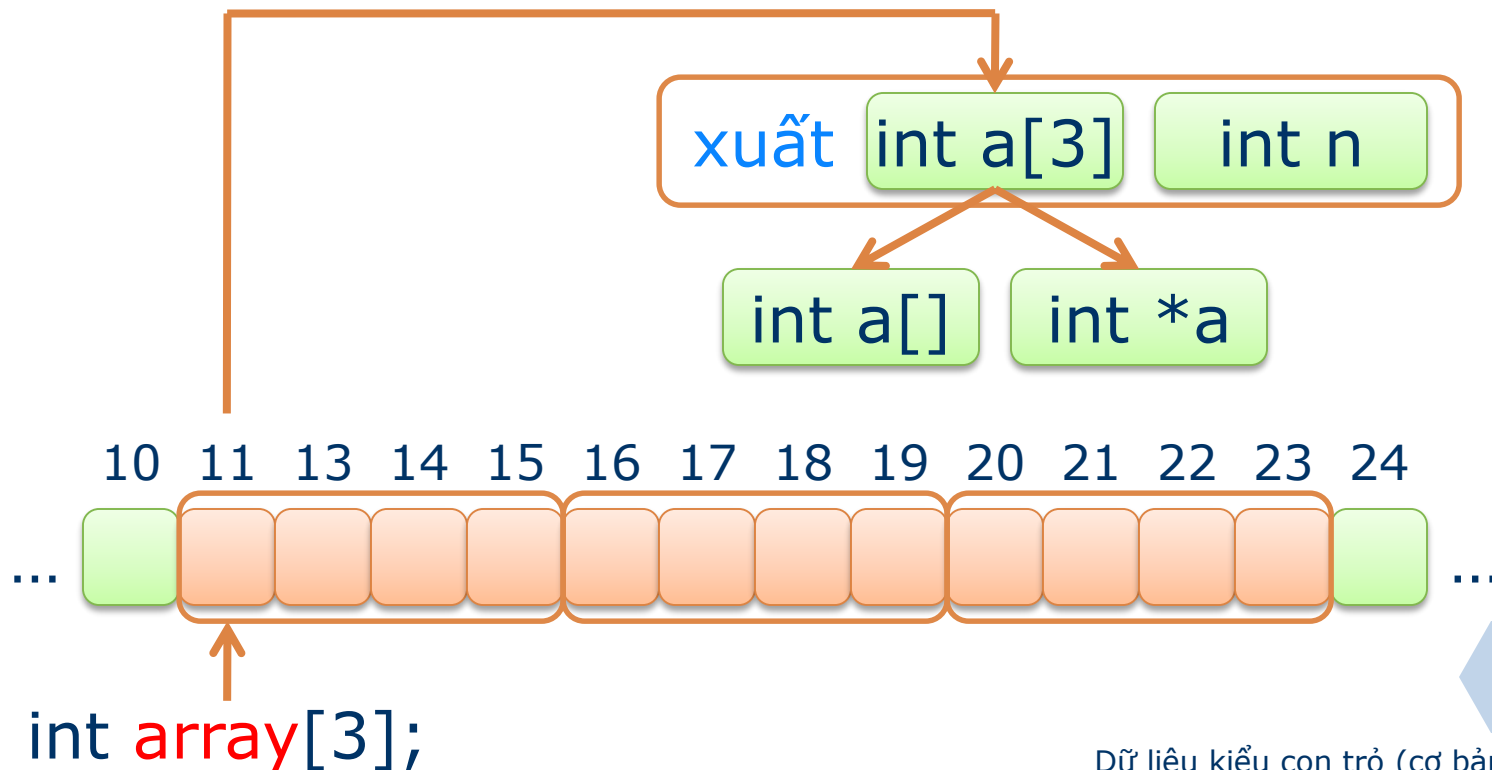 xuất int a[3] int n
int a[] int *a
10 11 13 14 15 16 17 18 19 20 21 22 23 24
... ...
int array[3];
Dữ liệu kiểu con trỏ (cơ bản